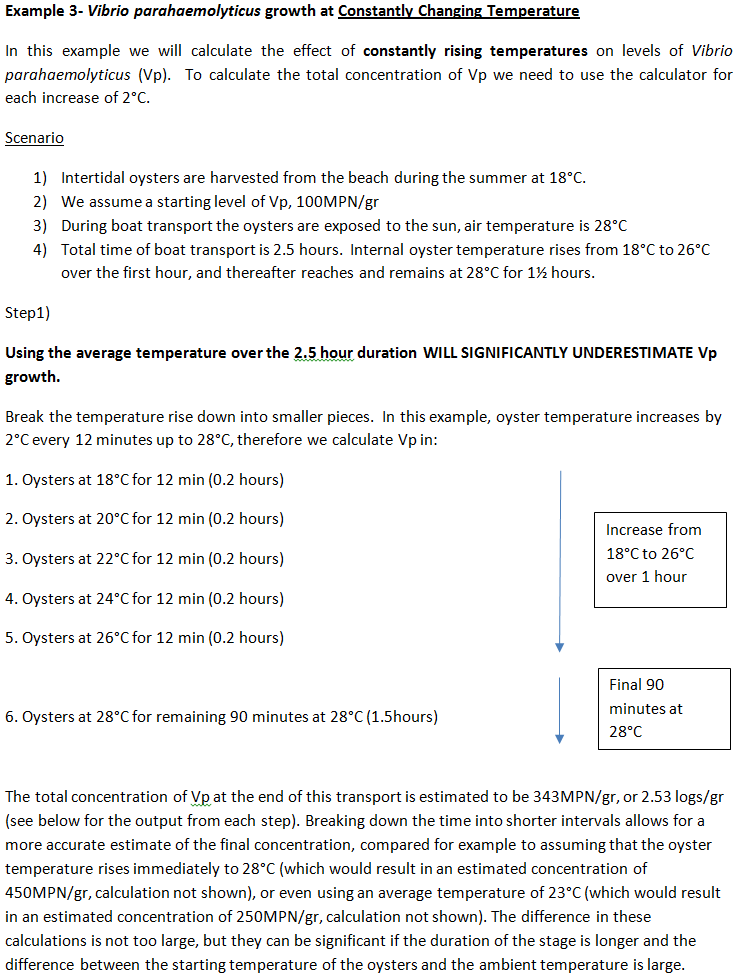 Example 3- Vibrio parahaemolyticus growth at Constantly Changing Temperature
In this example we will calculate the effect of constantly rising temperatures on levels of Vibrio
parahaemolyticus (Vp). To calculate the total concentration of Vp we need to use the calculator for
each increase of 2°C.
Scenario
1) Intertidal oysters are harvested from the beach during the summer at 18°C.
2) We assume a starting level of Vp, 100MPN/gr
3) During boat transport the oysters are exposed to the sun, air temperature is 28°C
4) Total time of boat transport is 2.5 hours. Internal oyster temperature rises from 18°C to 26°C
over the first hour, and thereafter reaches and remains at 28°C for 1½ hours.
Step1)
Using the average temperature over the 2.5 hour duration WILL SIGNIFICANTLY UNDERESTIMATE Vp
growth.
Break the temperature rise down into smaller pieces. In this example, oyster temperature increases by
2°C every 12 minutes up to 28°C, therefore we calculate Vp in:
1. Oysters at 18°C for 12 min (0.2 hours)
2. Oysters at 20°C for 12 min (0.2 hours)
3. Oysters at 22°C for 12 min (0.2 hours)
4. Oysters at 24°C for 12 min (0.2 hours)
5. Oysters at 26°C for 12 min (0.2 hours)
Increase from
18°C to 26°C
over 1 hour
6. Oysters at 28°C for remaining 90 minutes at 28°C (1.5hours)
Final 90
minutes at
28°C
The total concentration of Vp at the end of this transport is estimated to be 343MPN/gr, or 2.53 logs/gr
(see below for the output from each step). Breaking down the time into shorter intervals allows for a
more accurate estimate of the final concentration, compared for example to assuming that the oyster
temperature rises immediately to 28°C (which would result in an estimated concentration of
450MPN/gr, calculation not shown), or even using an average temperature of 23°C (which would result
in an estimated concentration of 250MPN/gr, calculation not shown). The difference in these
calculations is not too large, but they can be significant if the duration of the stage is longer and the
difference between the starting temperature of the oysters and the ambient temperature is large.